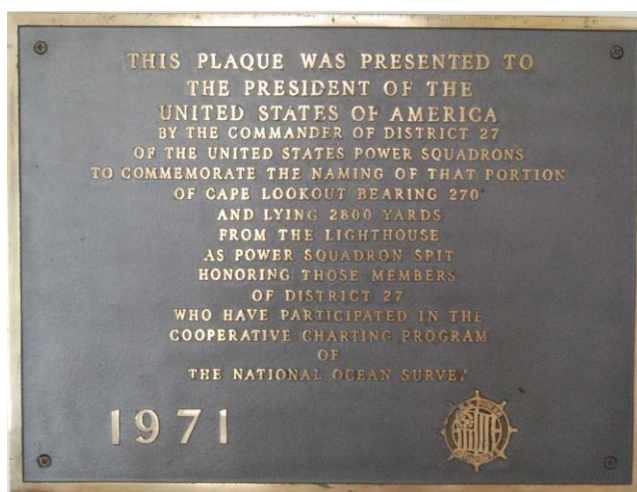 THIS PLAQUE WAS PRESENTED TO
THE PRESIDENT OF THE
UNITED STATES OF AMERICA
BY THE COMMANDER OF DISTRICT 27
OF THE UNITED STATES POWER SQUADRONS
TO COMMEMORATE THE NAMING OF THAT PORTION
OF CAPE LOOKOUT BEARING 270°
AND LYING 2800 YARDS
FROM THE LIGHTHOUSE
AS POWER SQUADRON SPIT
HONORING THOSE MEMBERS
OF DISTRICT 27
WHO HAVE PARTICIPATED IN THE
COOPERATIVE CHARTING PROGRAM
OF
THE NATIONAL OCEAN SURVEY
1971